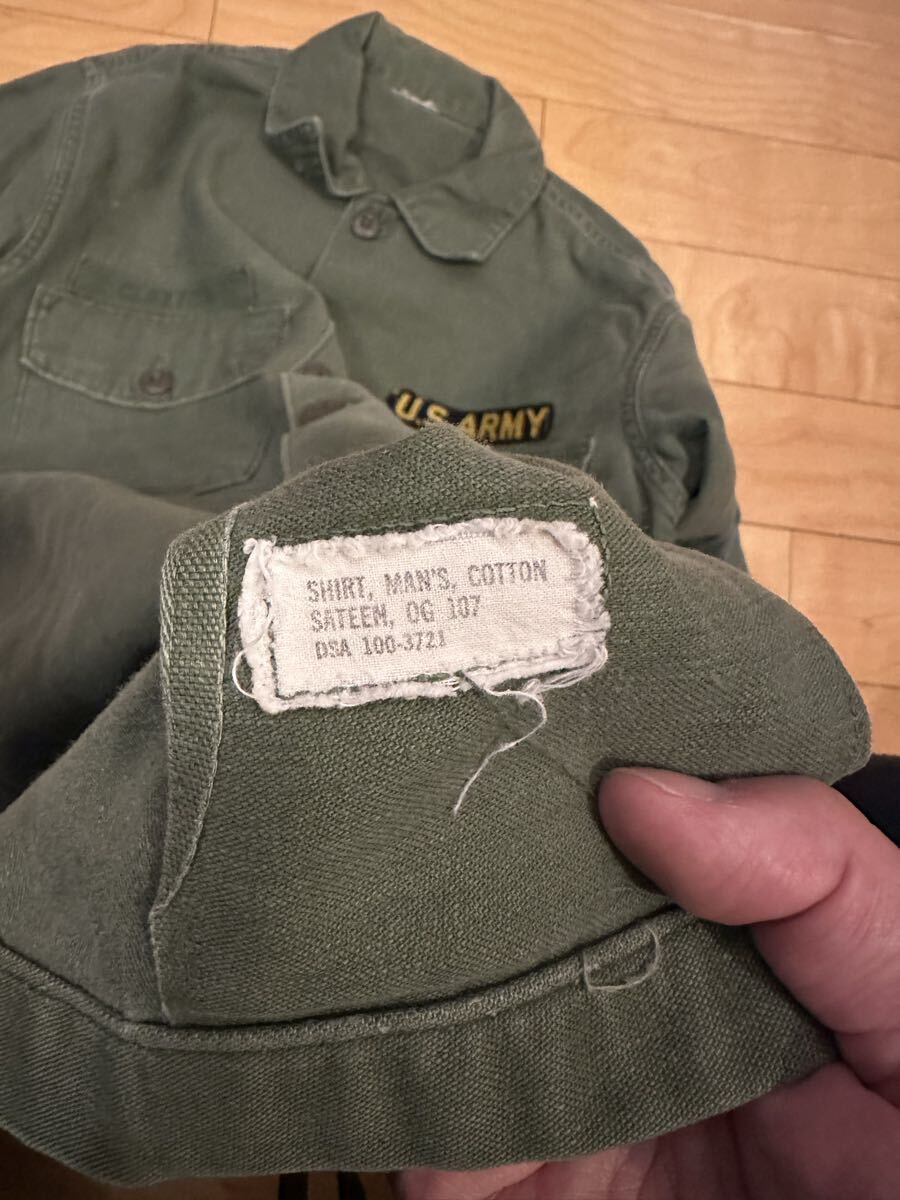 U.S. ARMY
SHIRT, MAN'S, COTTON
SATEEN, OG 107
DSA 100-3721